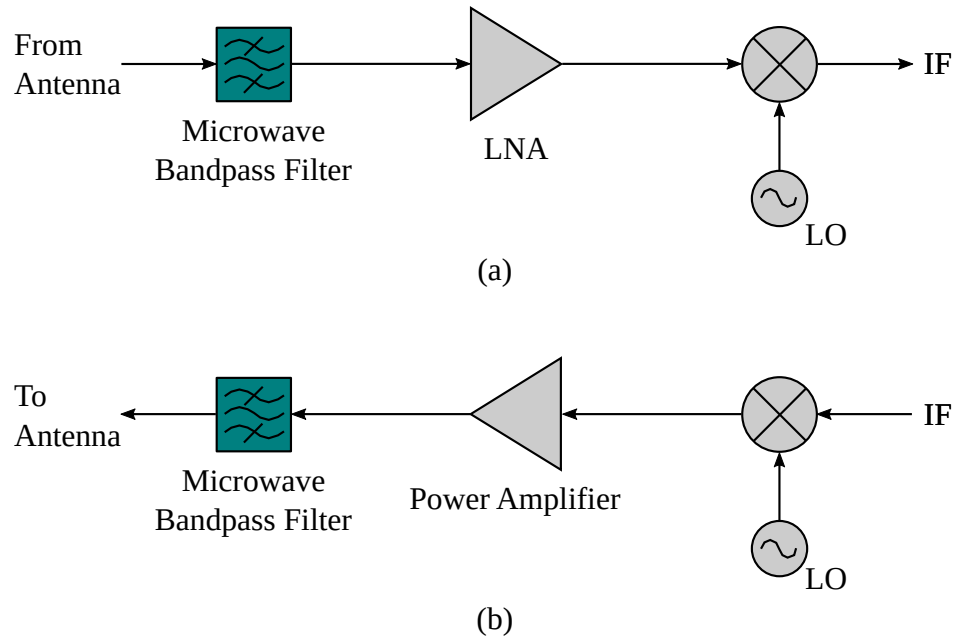 From
Antenna
IF
Microwave
Bandpass Filter
LNA
LO
(a)
To
Antenna
IF
Microwave
Bandpass Filter
Power Amplifier
LO
(b)